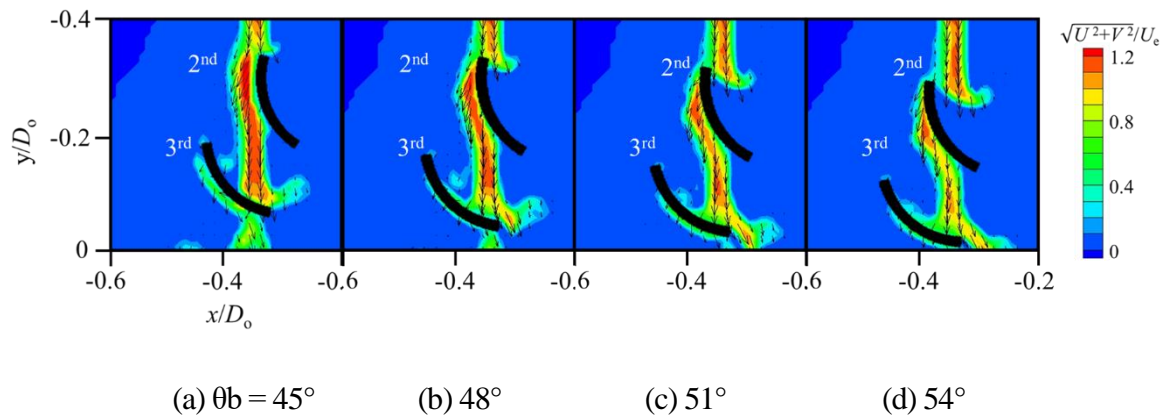 √U²+V²/Uₑ
-0.4
2nd
2nd
2nd
2nd
1.2
0.8
0.4
0
y/Dₒ
-0.2
3rd
3rd
3rd
3rd
0
-0.6
-0.4
-0.6
-0.4
-0.6
-0.4
-0.6
-0.4
-0.2
x/Dₒ
(a) θb = 45°
(b) 48°
(c) 51°
(d) 54°